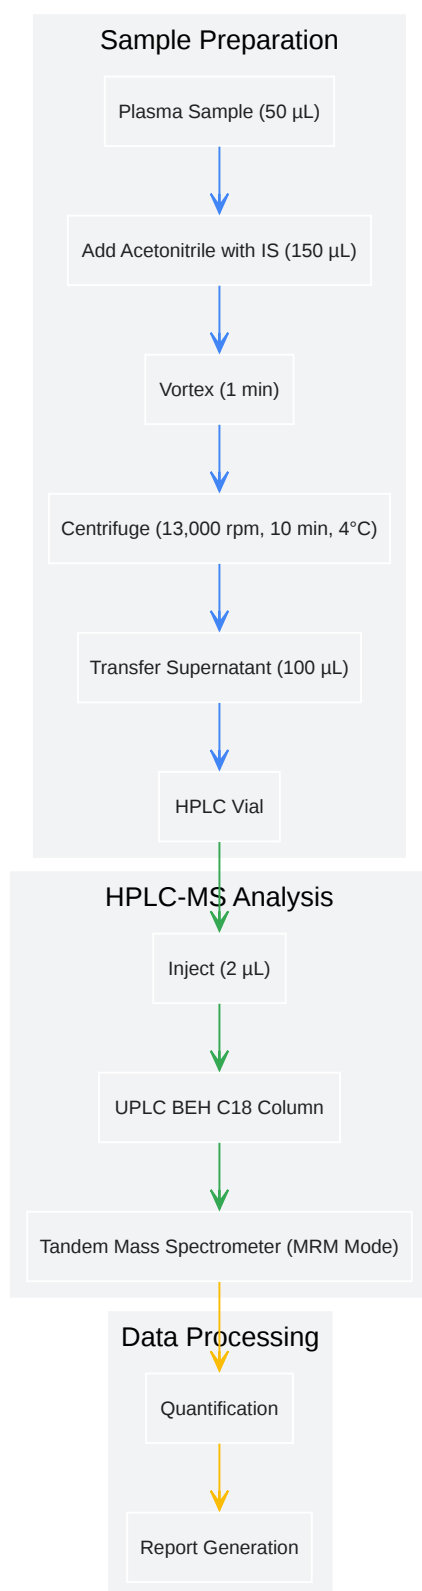 Sample Preparation
Plasma Sample (50 µL)
Add Acetonitrile with IS (150 µL)
Vortex (1 min)
Centrifuge (13,000 rpm, 10 min, 4°C)
Transfer Supernatant (100 µL)
HPLC Vial
HPLC-MS Analysis
Inject (2 µL)
UPLC BEH C18 Column
Tandem Mass Spectrometer (MRM Mode)
Data Processing
Quantification
Report Generation